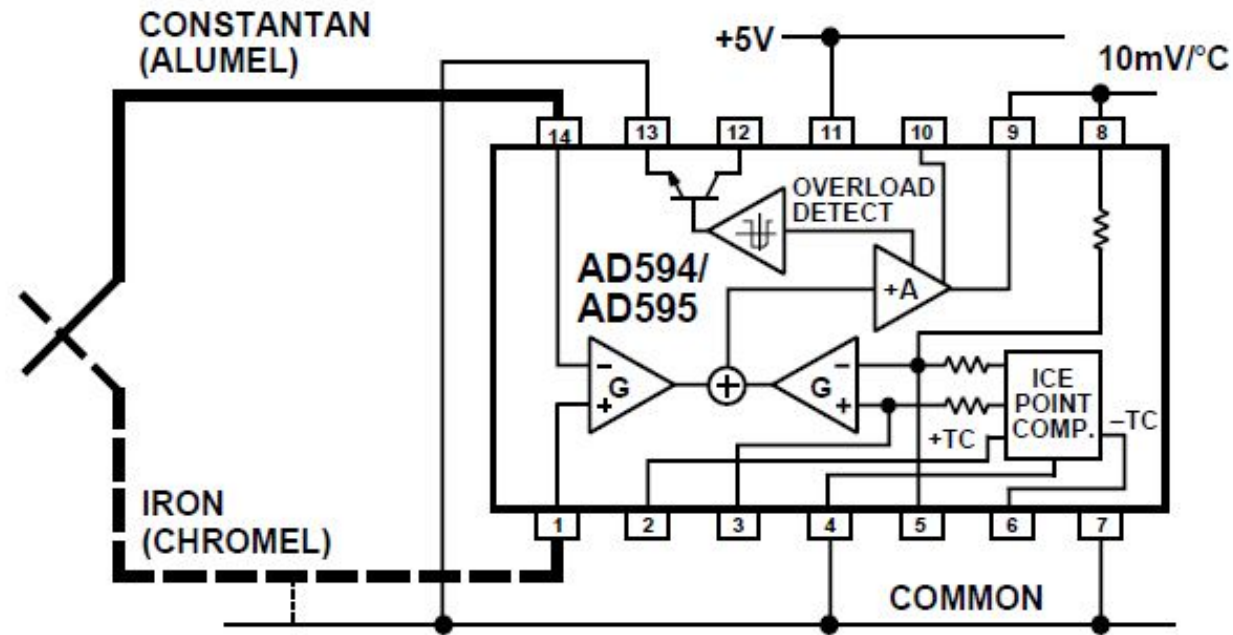 CONSTANTAN
(ALUMEL)
+5V
10mV/°C
14
13
12
11
10
9
8
OVERLOAD
DETECT
AD594/
AD595
+A
−
G
+
+
−
G
+
ICE
POINT
COMP.
+TC
−TC
IRON
(CHROMEL)
1
2
3
4
5
6
7
COMMON